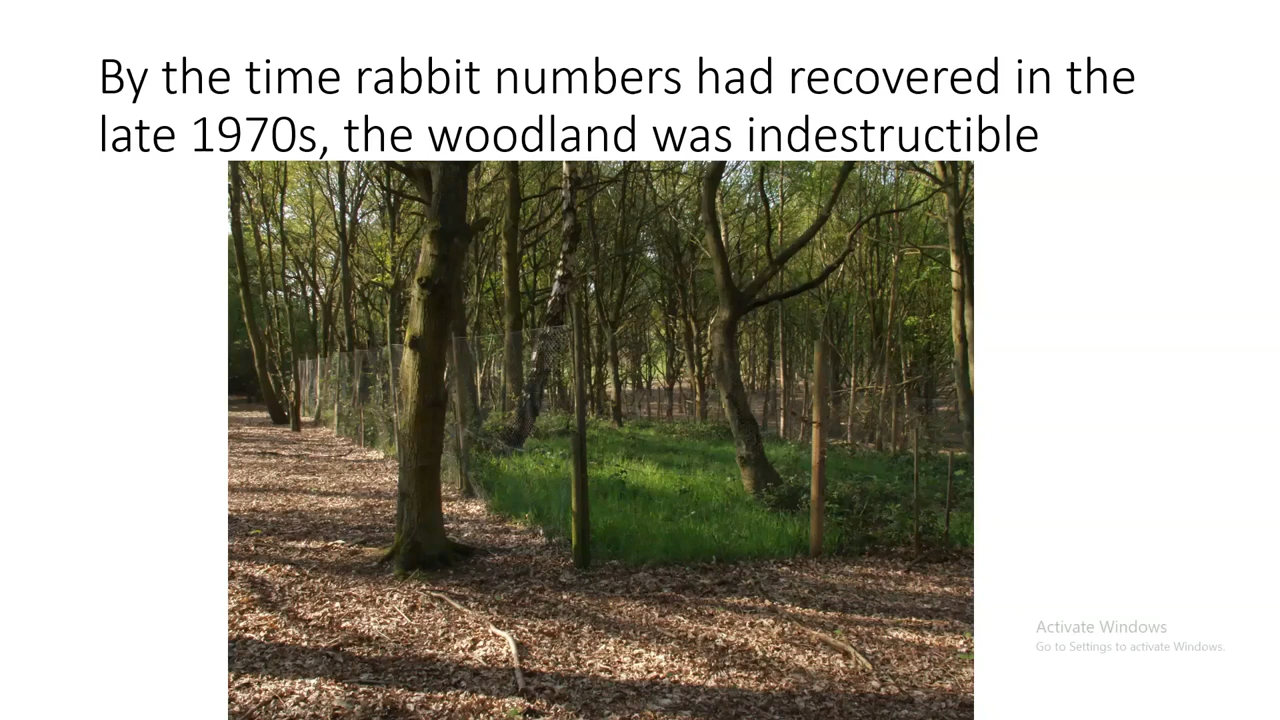 By the time rabbit numbers had recovered in the
late 1970s, the woodland was indestructible
Activate Windows
Go to Settings to activate Windows.